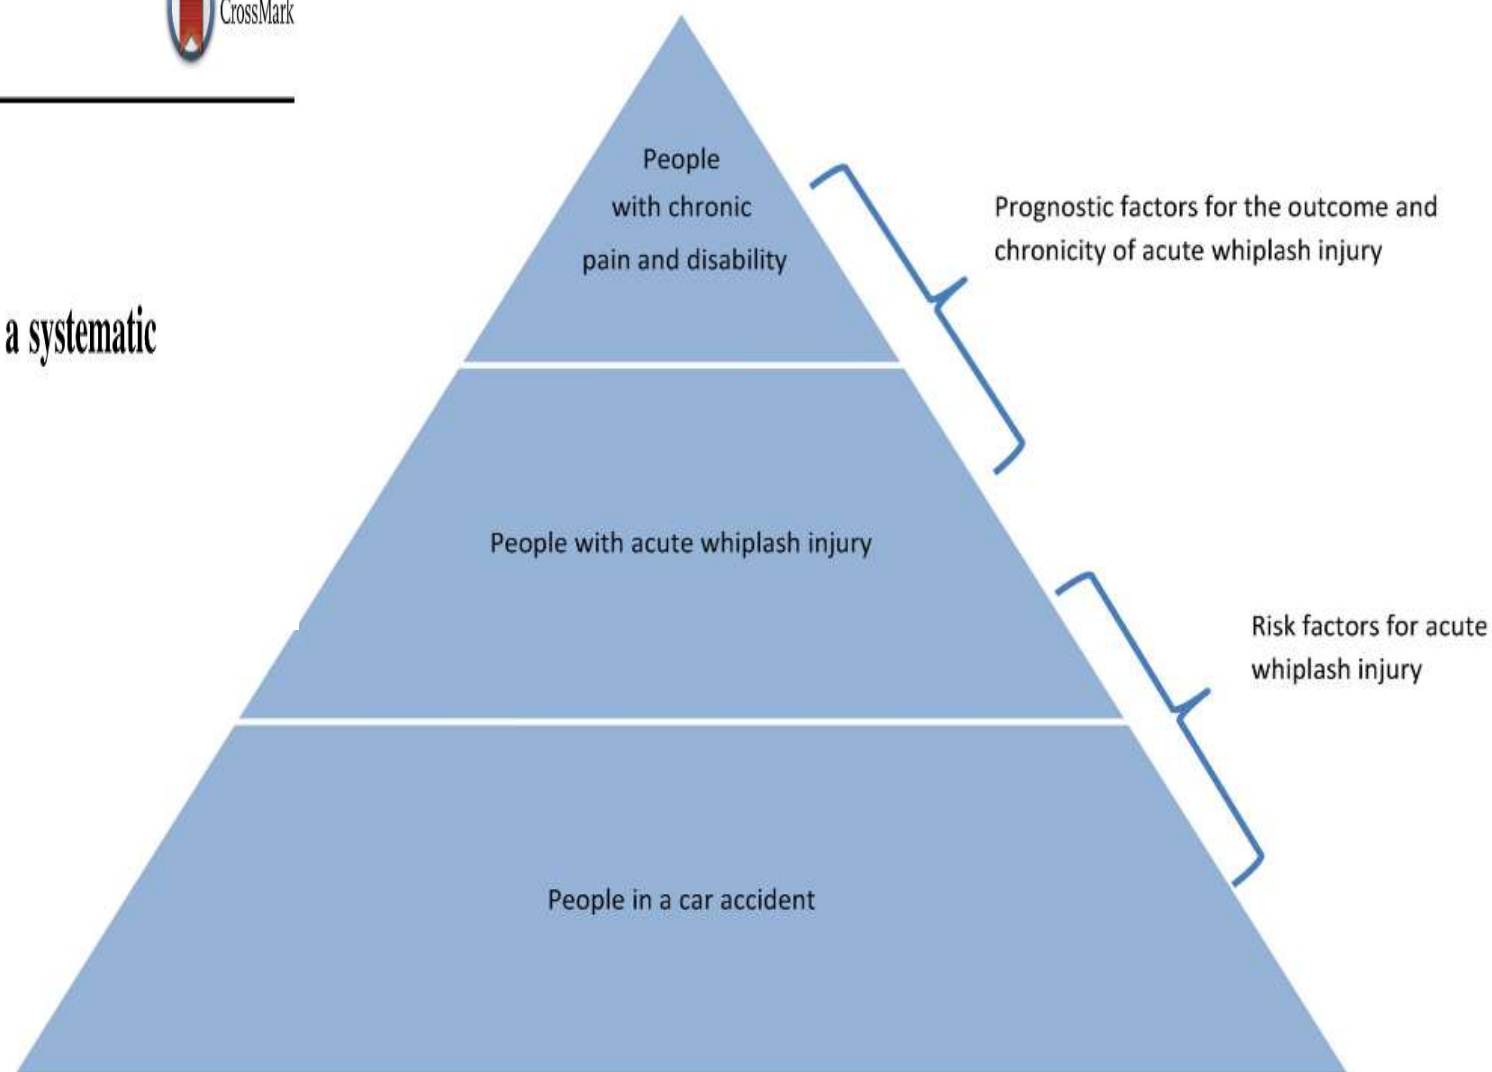 CrossMark
a systematic
People
with chronic
pain and disability
Prognostic factors for the outcome and
chronicity of acute whiplash injury
People with acute whiplash injury
Risk factors for acute
whiplash injury
People in a car accident